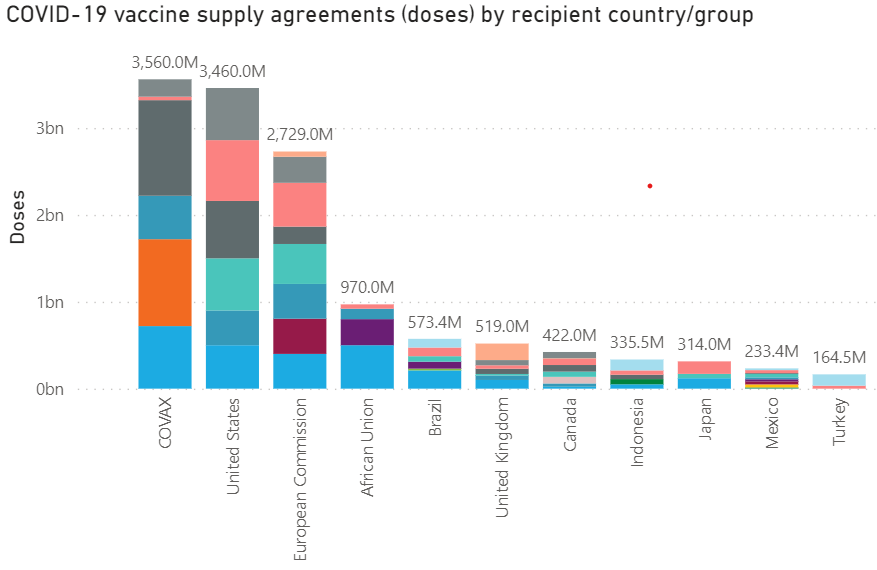 COVID-19 vaccine supply agreements (doses) by recipient country/group
3,560.0M
3,460.0M
2,729.0M
970.0M
573.4M
519.0M
422.0M
335.5M
314.0M
233.4M
164.5M
3bn
2bn
1bn
0bn
Doses
COVAX
United States
European Commission
African Union
Brazil
United Kingdom
Canada
Indonesia
Japan
Mexico
Turkey